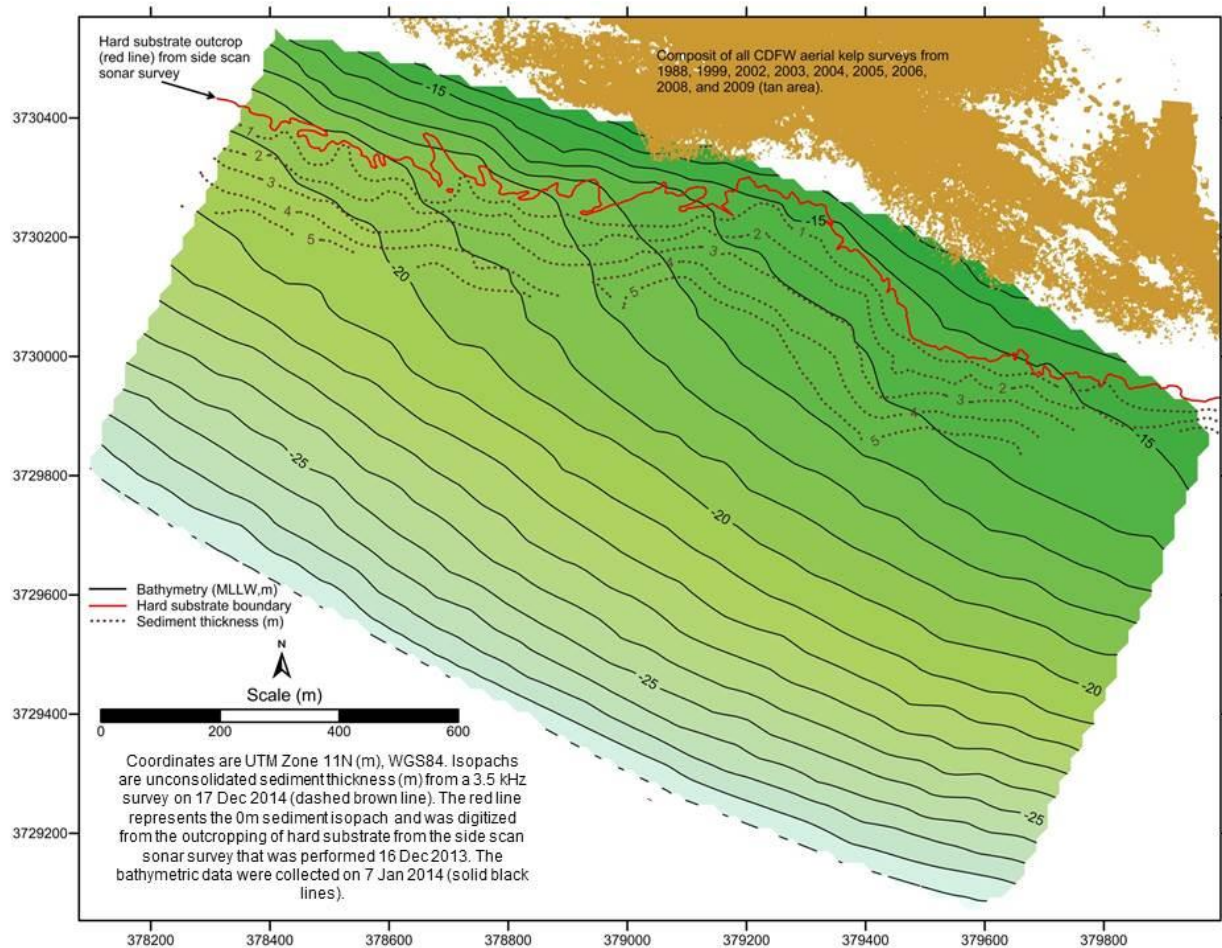 Hard substrate outcrop
(red line) from side scan
sonar survey
Composit of all CDFW aerial kelp surveys from
1988, 1999, 2002, 2003, 2004, 2005, 2006,
2008, and 2009 (tan area).
3730400
3730200
3730000
3729800
3729600
3729400
3729200
-15
1
2
3
4
5
-20
1
2
3
4
5
-15
2
1
3
4
5
-15
-25
-20
-25
-20
-25
Bathymetry (MLLW,m)
Hard substrate boundary
Sediment thickness (m)
N
Scale (m)
0 200 400 600
Coordinates are UTM Zone 11N (m), WGS84. Isopachs
are unconsolidated sediment thickness (m) from a 3.5 kHz
survey on 17 Dec 2014 (dashed brown line). The red line
represents the 0m sediment isopach and was digitized
from the outcropping of hard substrate from the side scan
sonar survey that was performed 16 Dec 2013. The
bathymetric data were collected on 7 Jan 2014 (solid black
lines).
378200 378400 378600 378800 379000 379200 379400 379600 379800